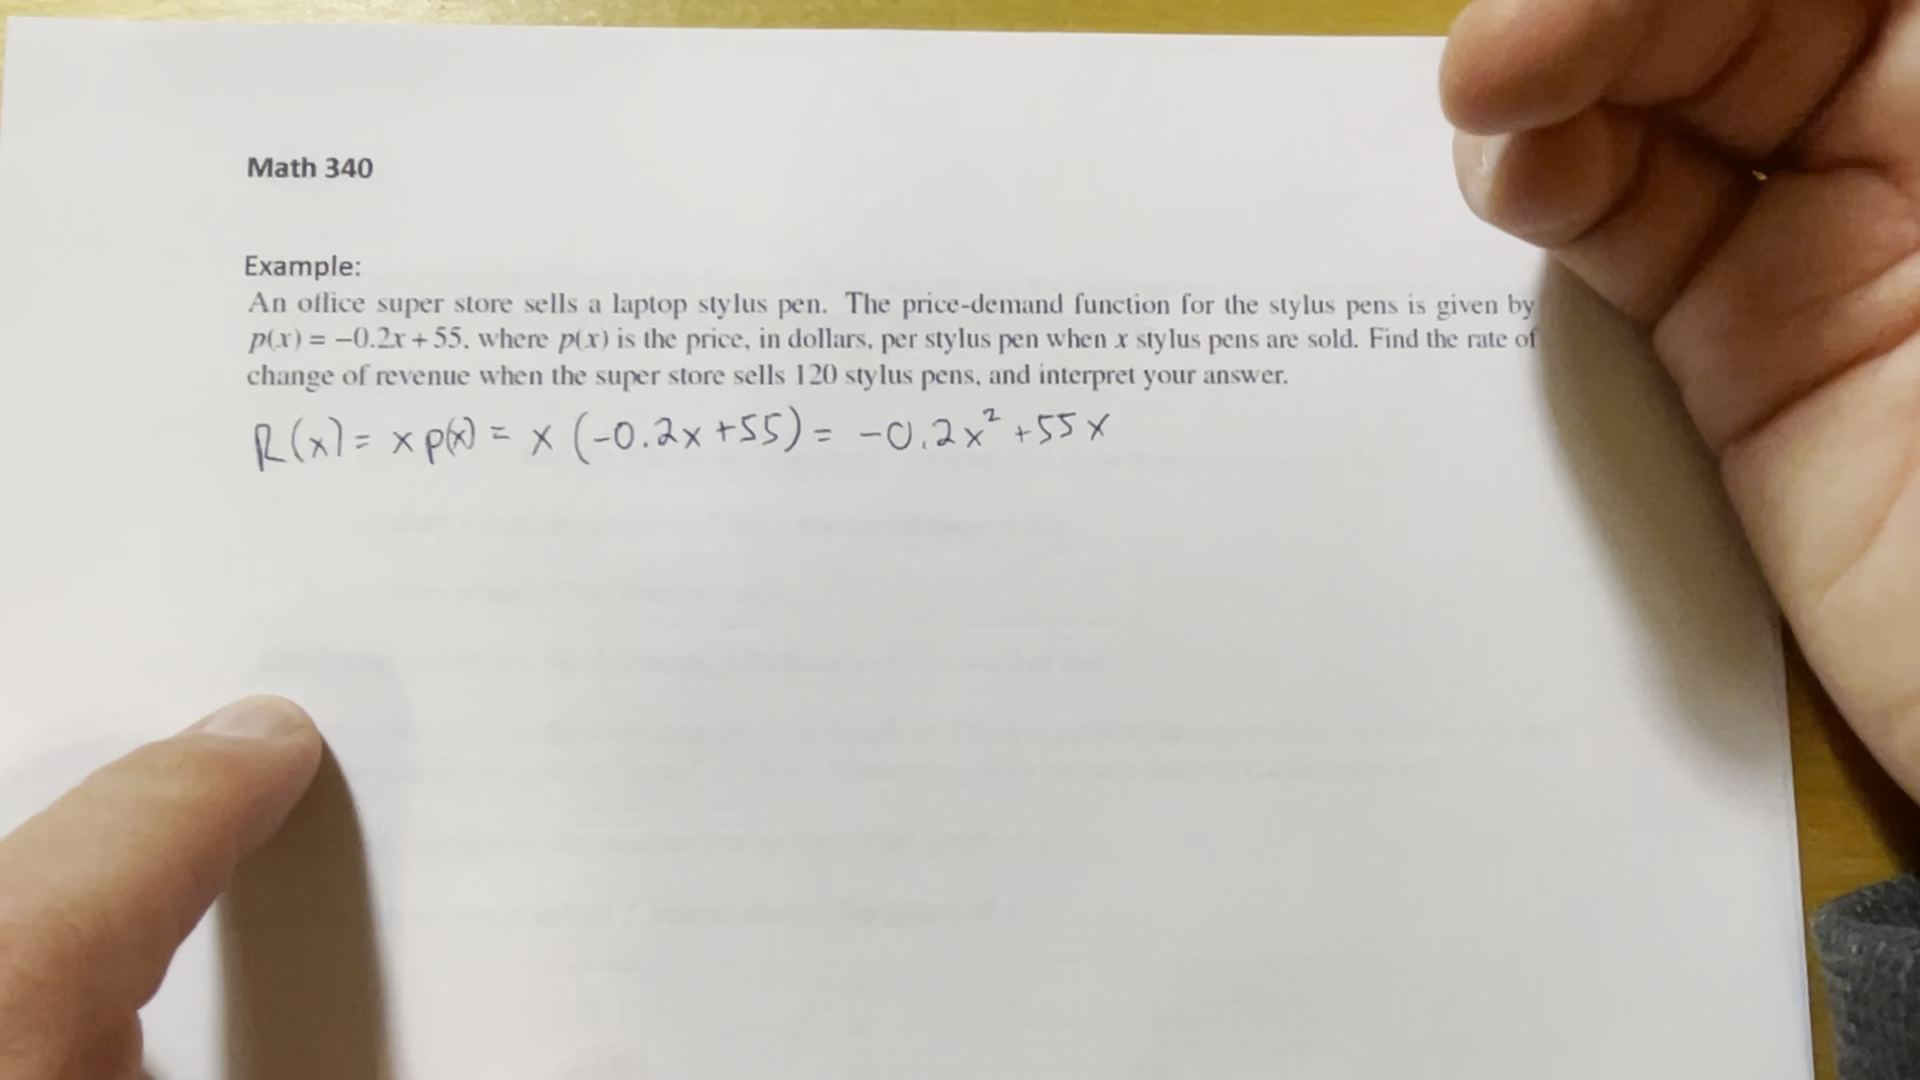 Math 340
Example:
An office super store sells a laptop stylus pen. The price-demand function for the stylus pens is given by
p(x) = −0.2x + 55, where p(x) is the price, in dollars, per stylus pen when x stylus pens are sold. Find the rate of
change of revenue when the super store sells 120 stylus pens, and interpret your answer.
R(x) = x p(x) = x (-0.2x + 55) = -0.2x² + 55x